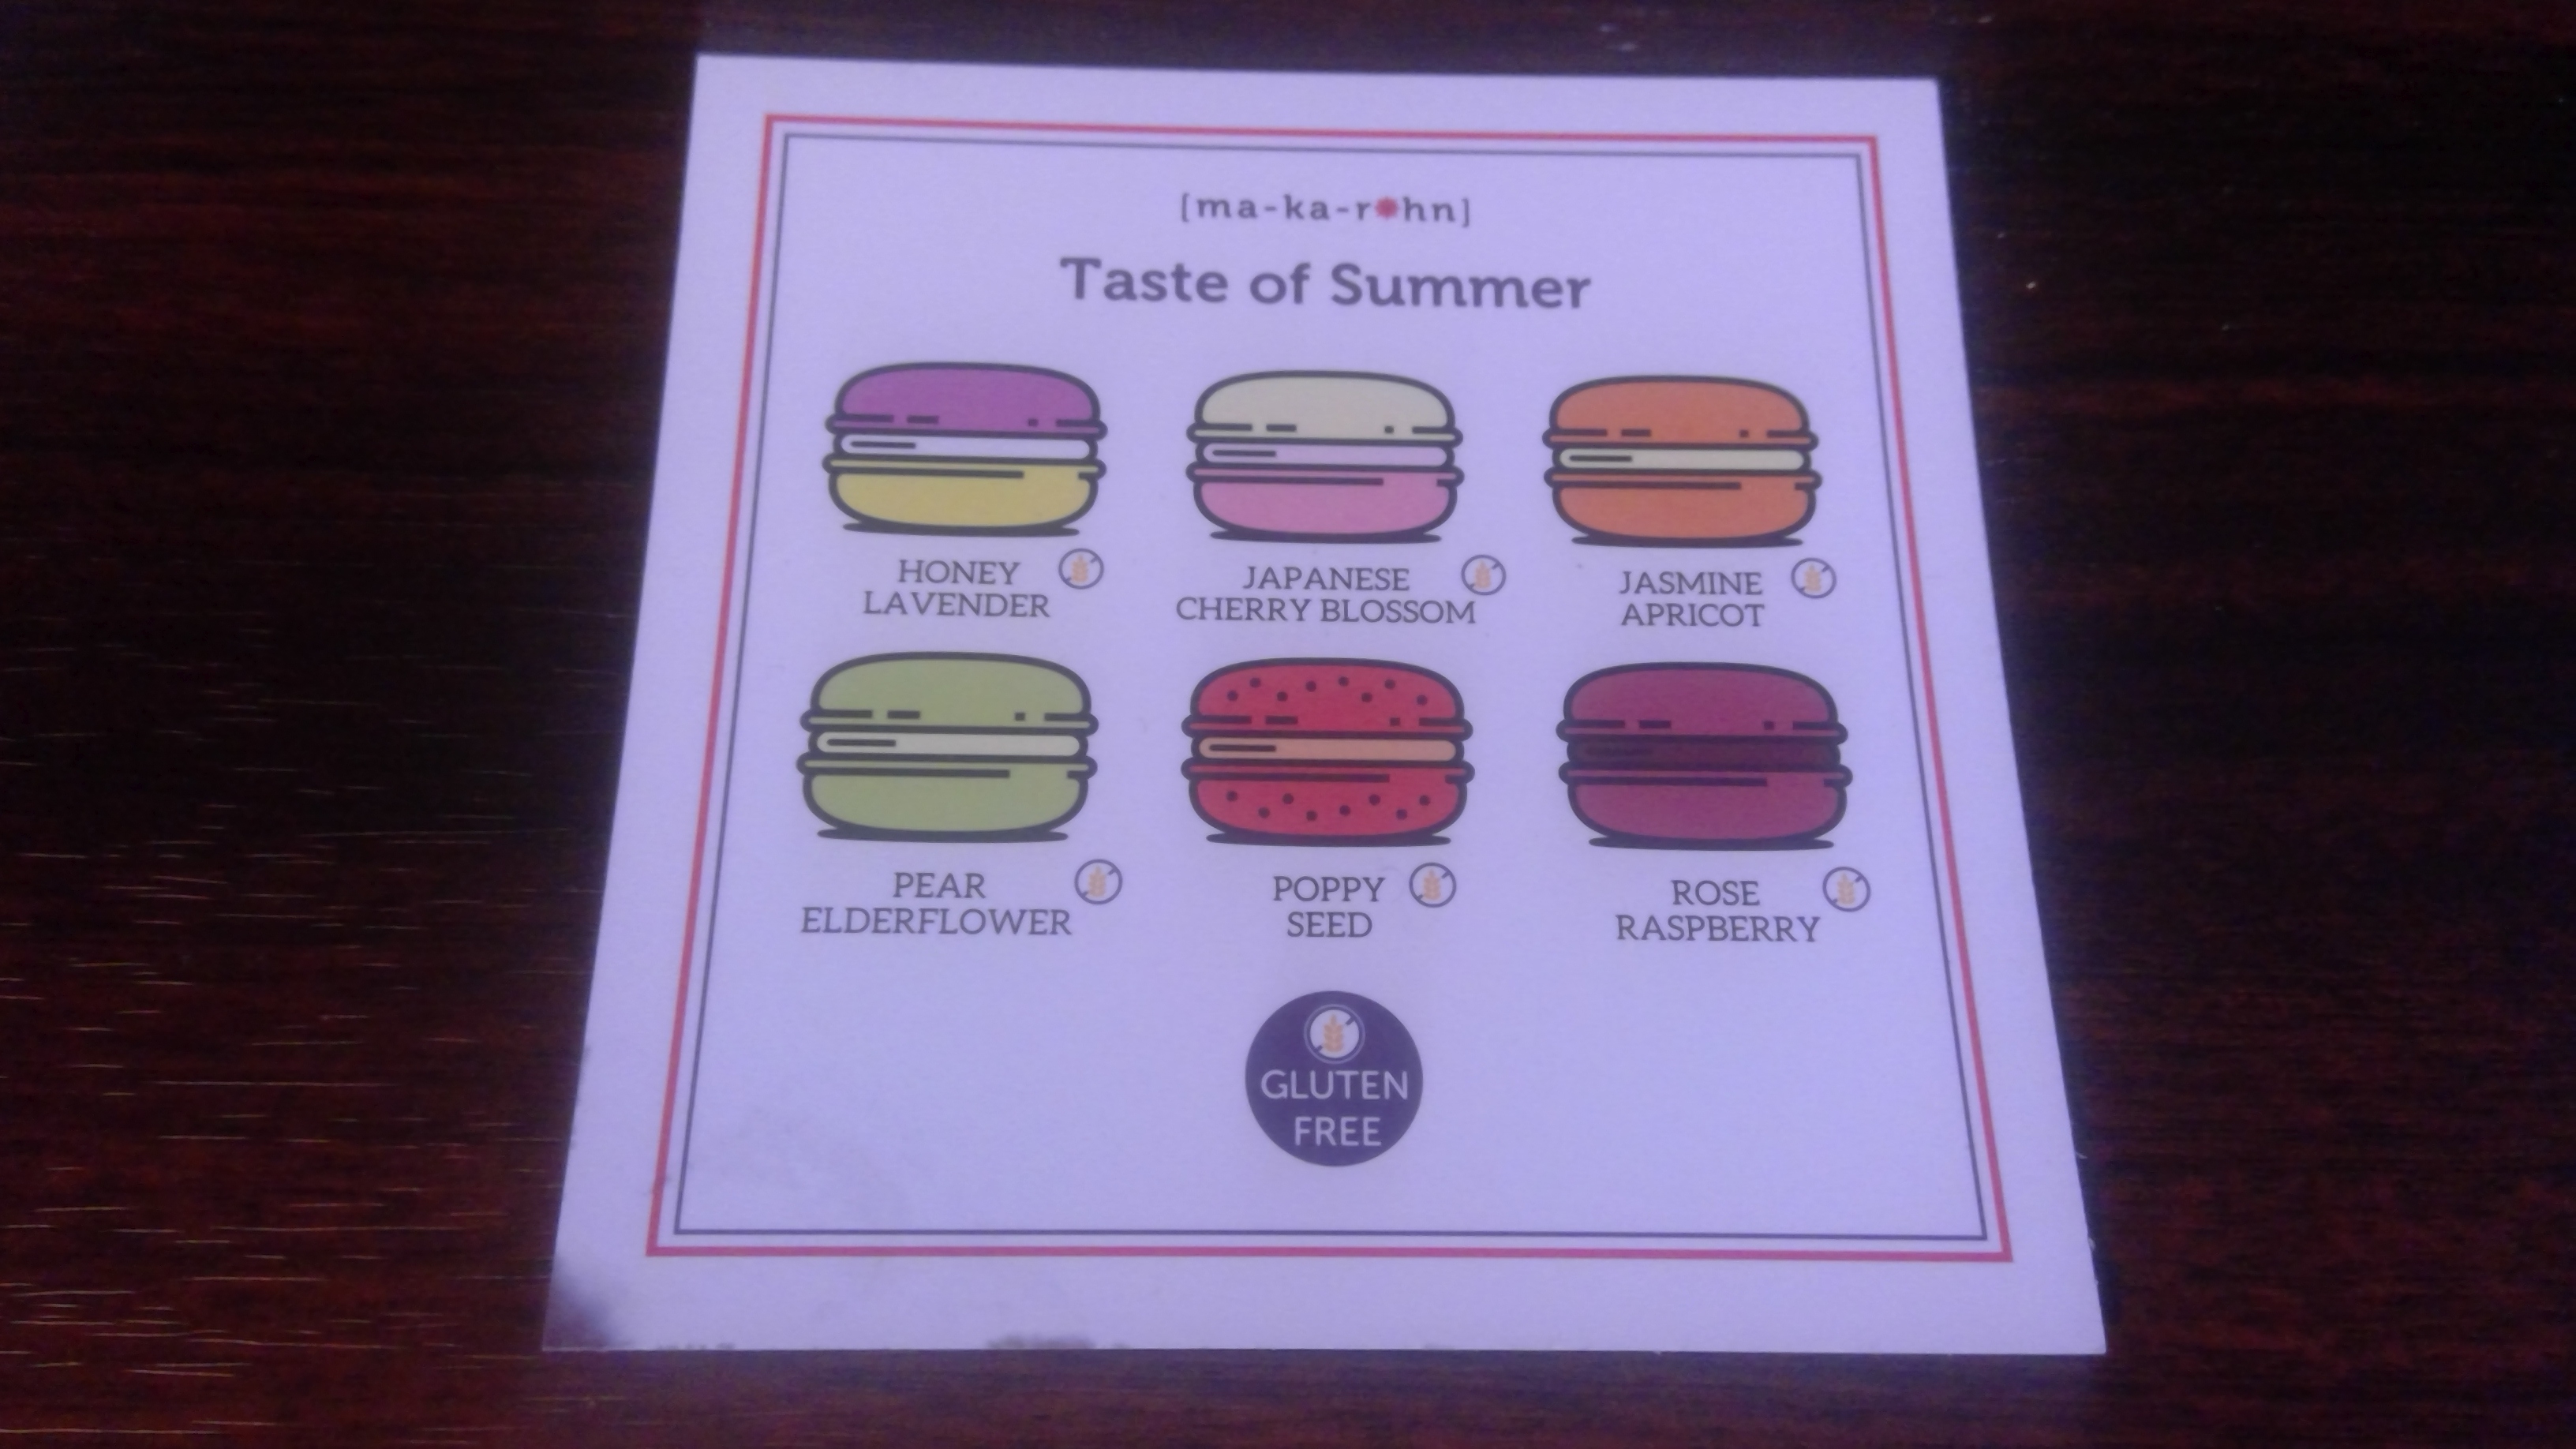 [ma-ka-rohn]
Taste of Summer
HONEY
LAVENDER
JAPANESE
CHERRY BLOSSOM
JASMINE
APRICOT
PEAR
ELDERFLOWER
POPPY
SEED
ROSE
RASPBERRY
GLUTEN
FREE